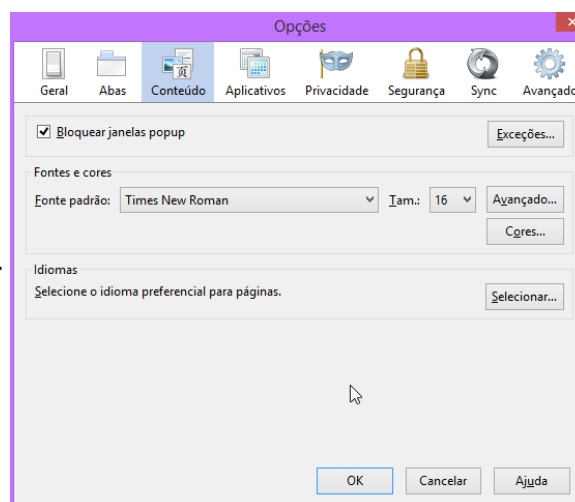 Opções
Geral Abas Conteúdo Aplicativos Privacidade Segurança Sync Avançado
Bloquear janelas popup Exceções...
Fontes e cores
Fonte padrão: Times New Roman Tam.: 16 Avançado...
Cores...
Idiomas
Selecione o idioma preferencial para páginas. Selecionar...
OK Cancelar Ajuda